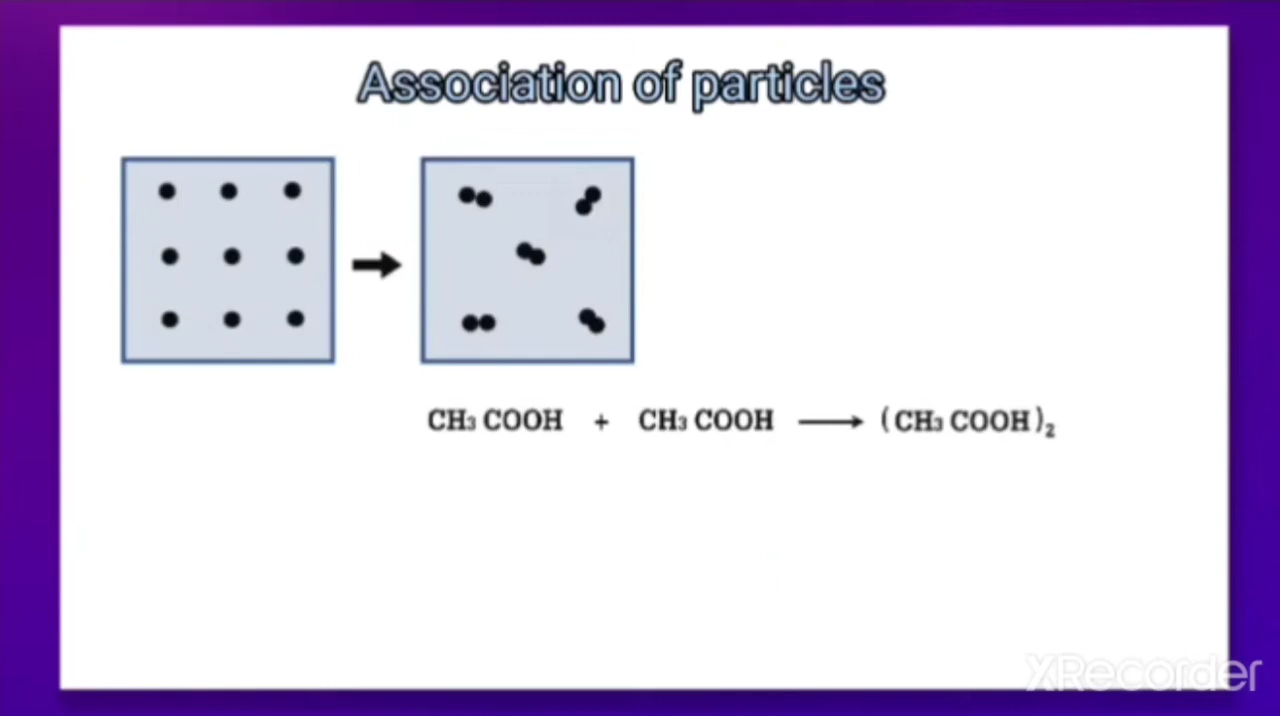 Association of particles
CH₃ COOH + CH₃ COOH ⟶ (CH₃ COOH)₂
XRecorder